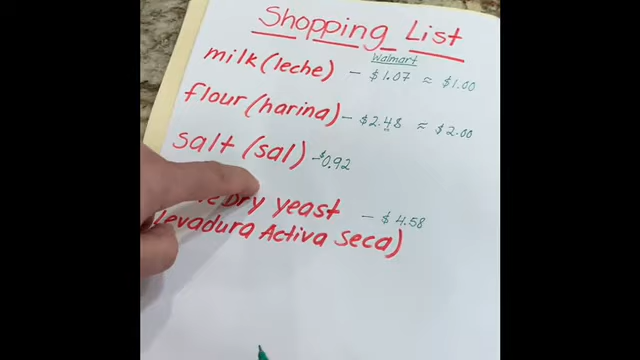 Shopping List
Walmart
milk (leche) - $1.07 ≈ $1.00
flour (harina) - $2.48 ≈ $2.00
salt (sal) - $0.92
Dry yeast - $4.58
Levadura Activa Seca)